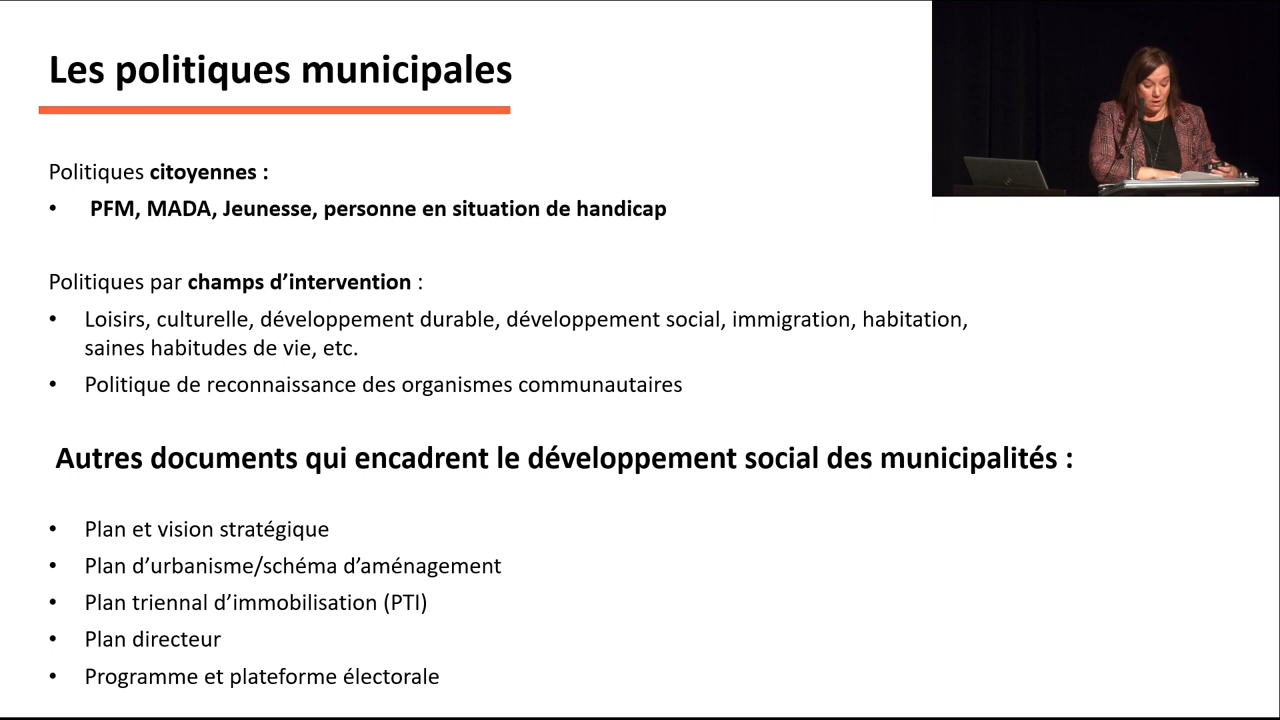 Les politiques municipales
Politiques citoyennes :
• PFM, MADA, Jeunesse, personne en situation de handicap
Politiques par champs d’intervention :
• Loisirs, culturelle, développement durable, développement social, immigration, habitation,
saines habitudes de vie, etc.
• Politique de reconnaissance des organismes communautaires
Autres documents qui encadrent le développement social des municipalités :
• Plan et vision stratégique
• Plan d’urbanisme/schéma d’aménagement
• Plan triennal d’immobilisation (PTI)
• Plan directeur
• Programme et plateforme électorale